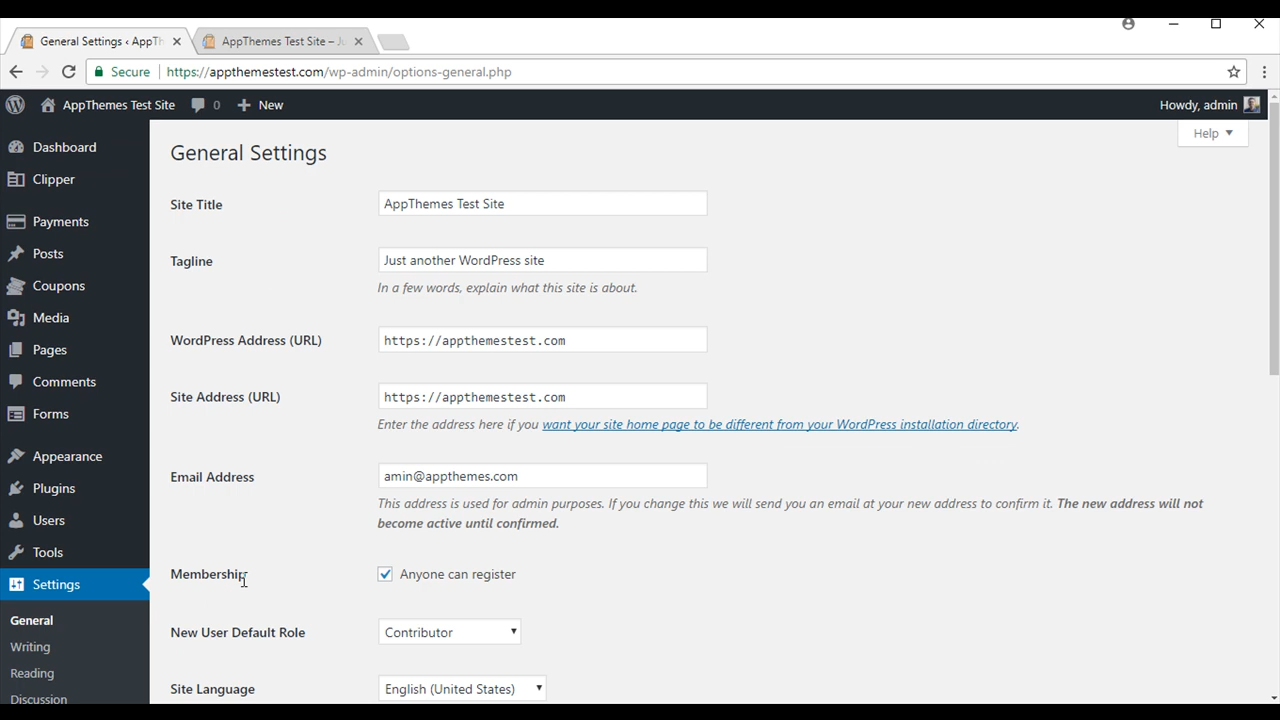 General Settings ‹ AppTh
AppThemes Test Site – Ju
Secure
https://appthemestest.com/wp-admin/options-general.php
AppThemes Test Site
0
New
Howdy, admin
Help
Dashboard
Clipper
Payments
Posts
Coupons
Media
Pages
Comments
Forms
Appearance
Plugins
Users
Tools
Settings
General
Writing
Reading
Discussion
General Settings
Site Title
AppThemes Test Site
Tagline
Just another WordPress site
In a few words, explain what this site is about.
WordPress Address (URL)
https://appthemestest.com
Site Address (URL)
https://appthemestest.com
Enter the address here if you want your site home page to be different from your WordPress installation directory.
Email Address
amin@appthemes.com
This address is used for admin purposes. If you change this we will send you an email at your new address to confirm it. The new address will not
become active until confirmed.
Membership
Anyone can register
New User Default Role
Contributor
Site Language
English (United States)